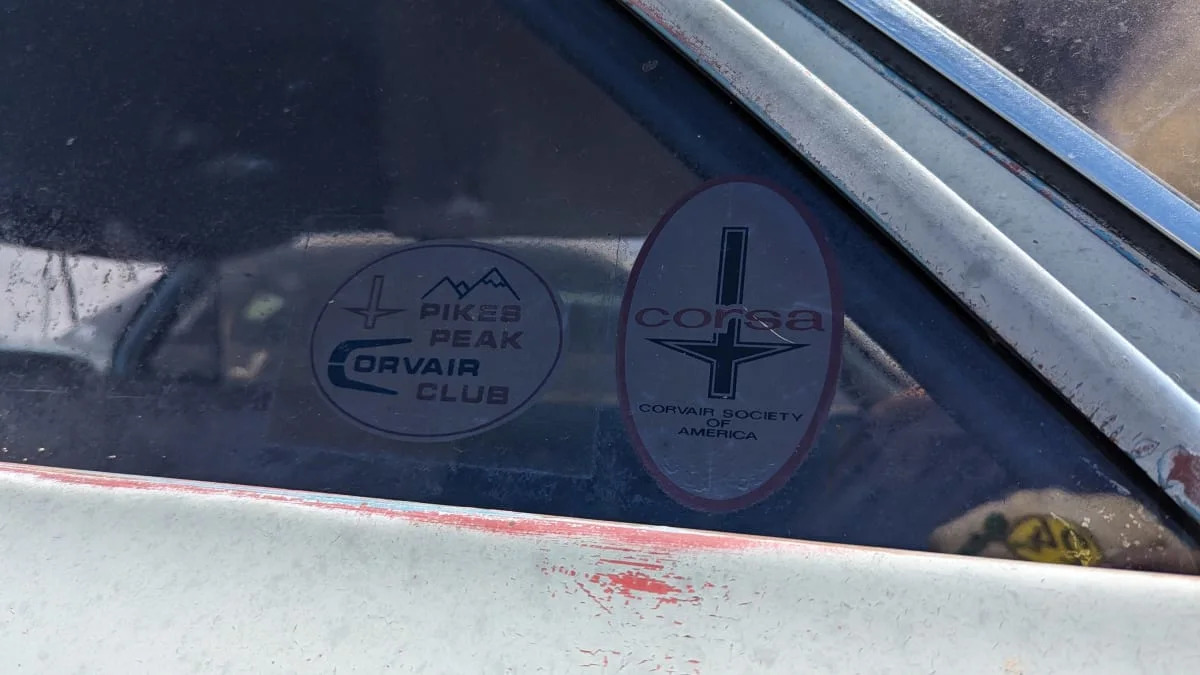 PIKES
PEAK
CORVAIR
CLUB
corsa
CORVAIR SOCIETY
OF
AMERICA